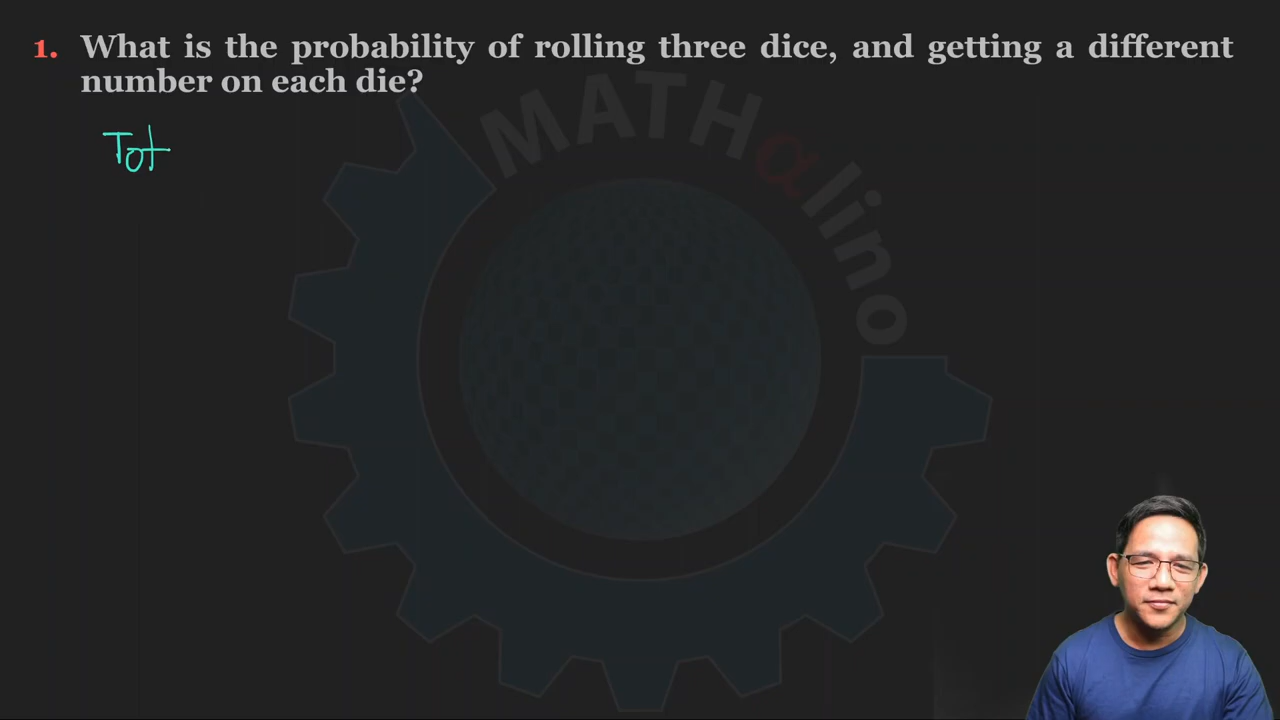 1. What is the probability of rolling three dice, and getting a different
number on each die?
Tot
MATHalino